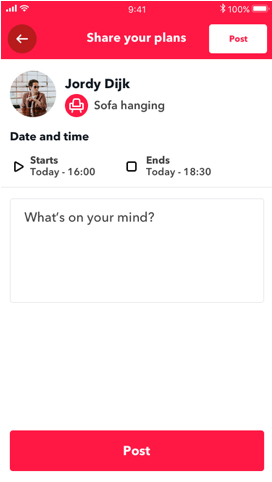 9:41
100%
Share your plans
Post
Jordy Dijk
Sofa hanging
Date and time
Starts
Today - 16:00
Ends
Today - 18:30
What's on your mind?
Post